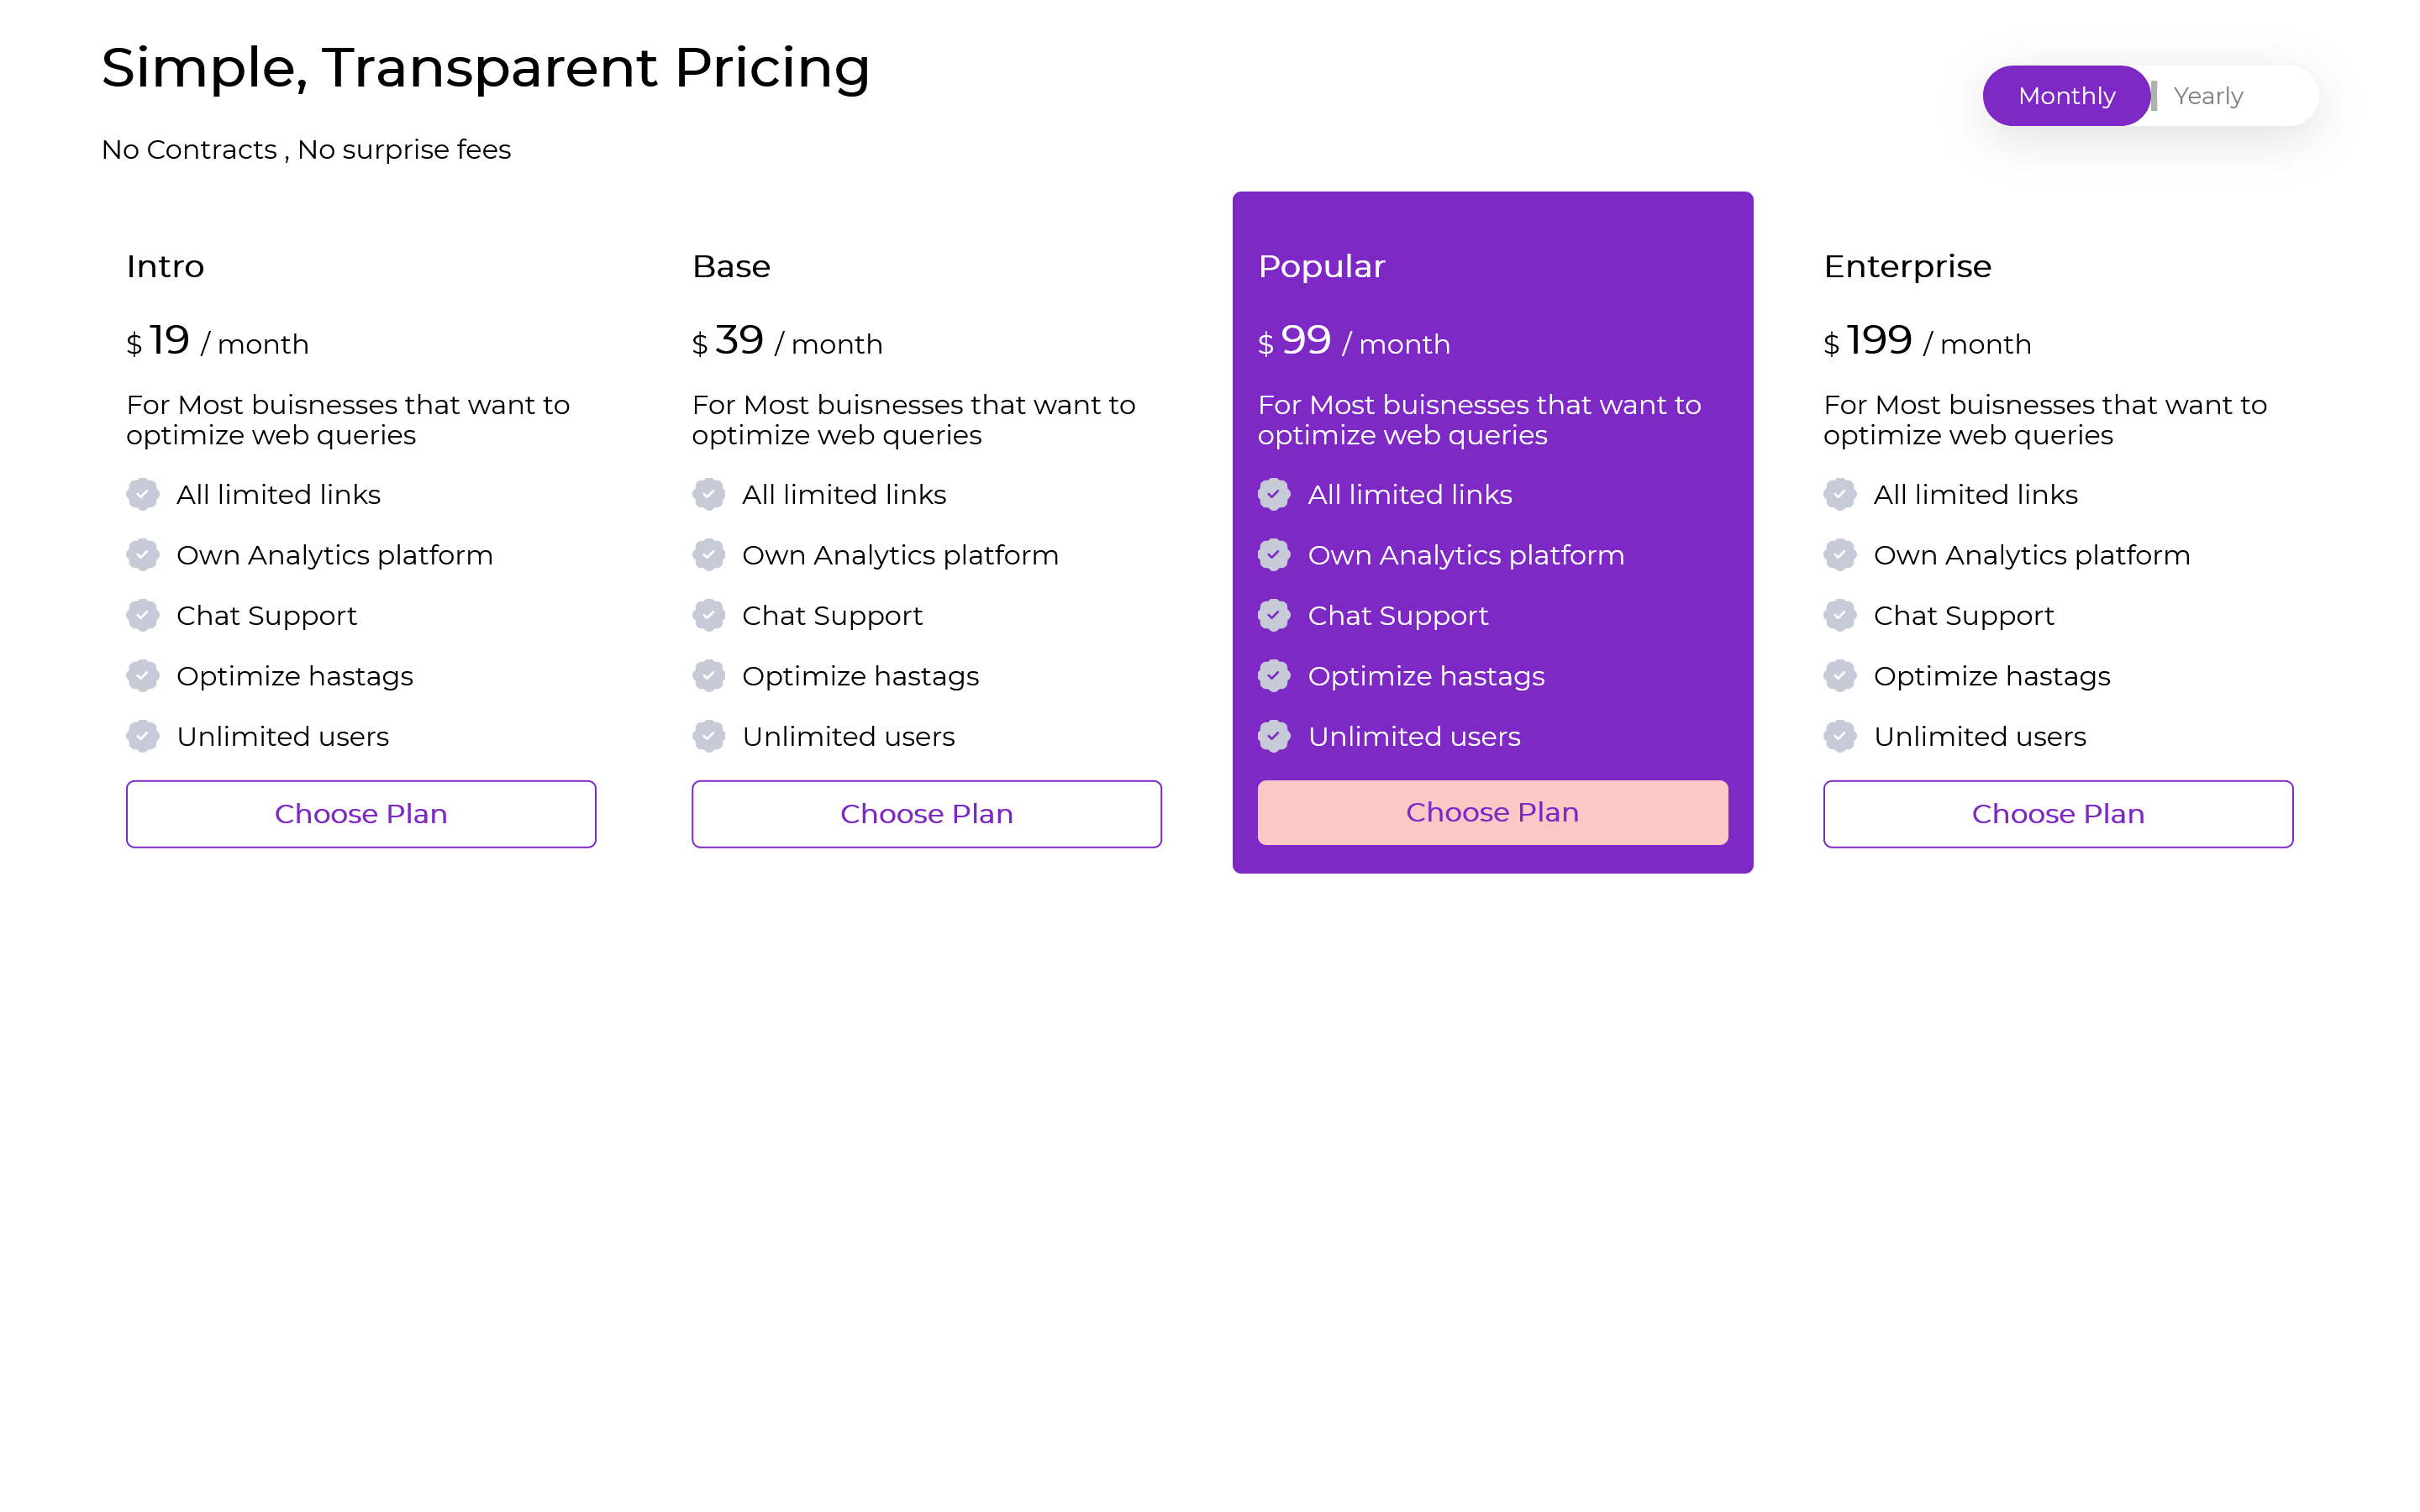 Simple, Transparent Pricing
No Contracts , No surprise fees
Monthly
Yearly
Intro
$ 19 / month
For Most buisnesses that want to
optimize web queries
All limited links
Own Analytics platform
Chat Support
Optimize hastags
Unlimited users
Choose Plan
Base
$ 39 / month
For Most buisnesses that want to
optimize web queries
All limited links
Own Analytics platform
Chat Support
Optimize hastags
Unlimited users
Choose Plan
Popular
$ 99 / month
For Most buisnesses that want to
optimize web queries
All limited links
Own Analytics platform
Chat Support
Optimize hastags
Unlimited users
Choose Plan
Enterprise
$ 199 / month
For Most buisnesses that want to
optimize web queries
All limited links
Own Analytics platform
Chat Support
Optimize hastags
Unlimited users
Choose Plan